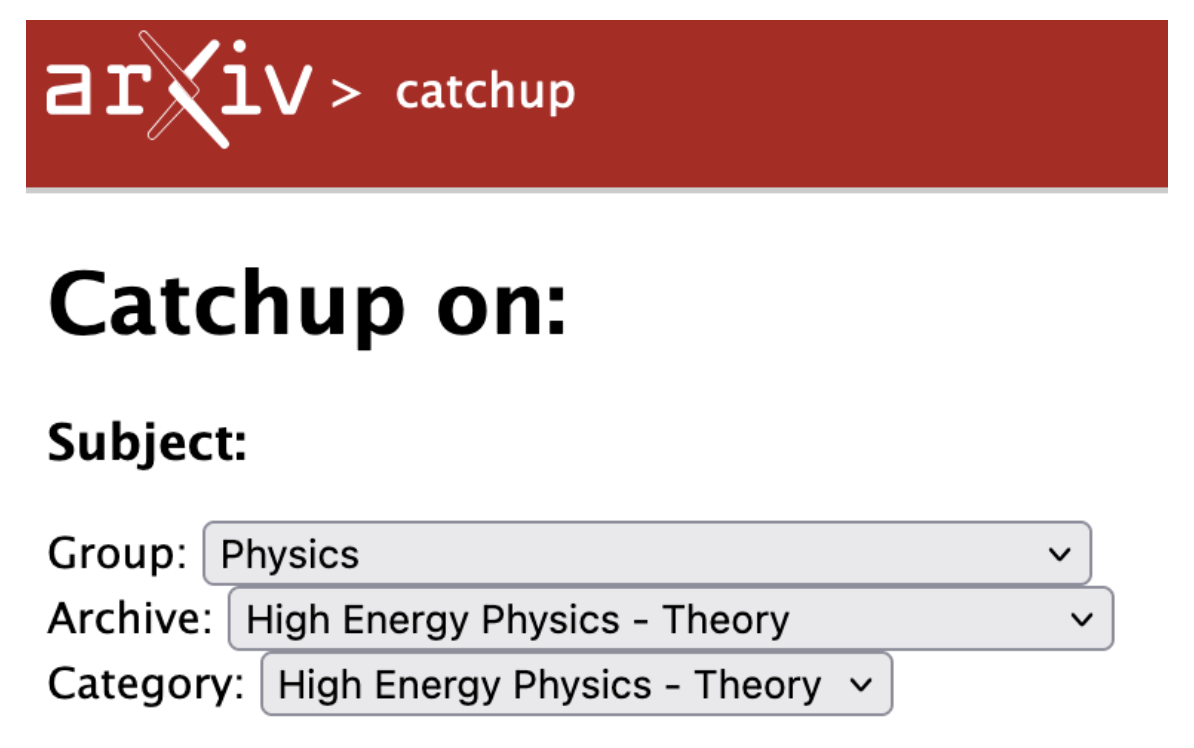 arXiv > catchup
Catchup on:
Subject:
Group: Physics
Archive: High Energy Physics - Theory
Category: High Energy Physics - Theory